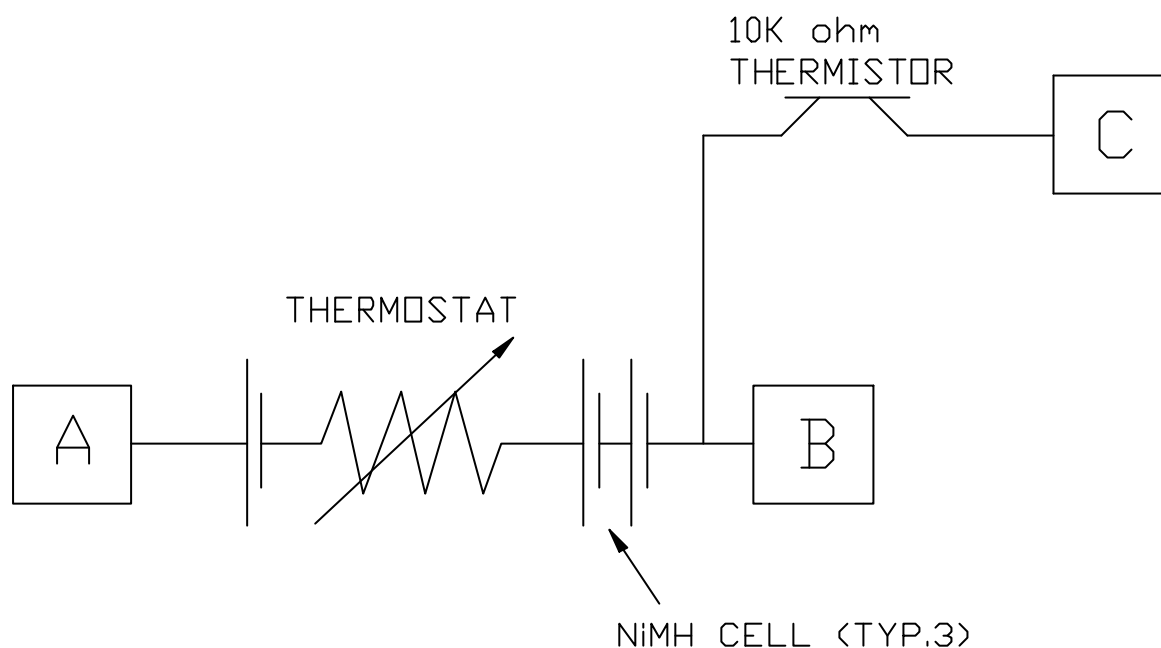 10K ohm
THERMISTOR
C
THERMOSTAT
A
B
NiMH CELL (TYP.3)